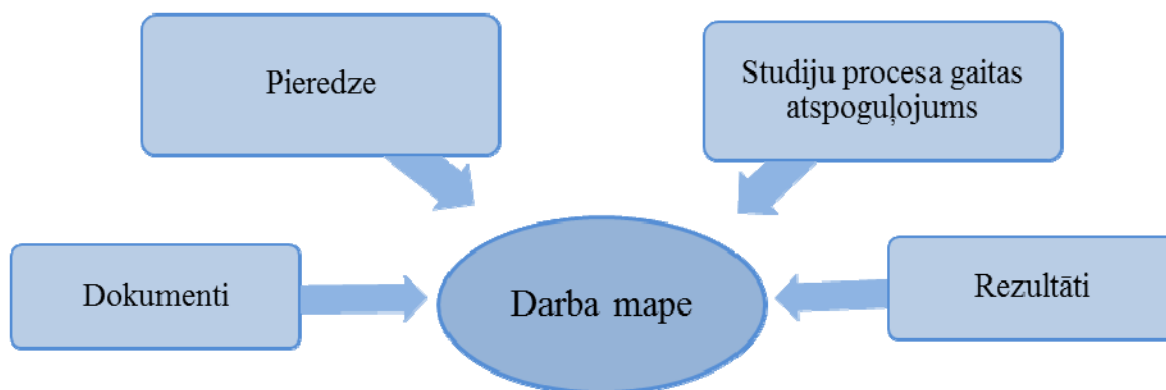 Pieredze
Studiju procesa gaitas
atspoguļojums
Dokumenti
Darba mape
Rezultāti